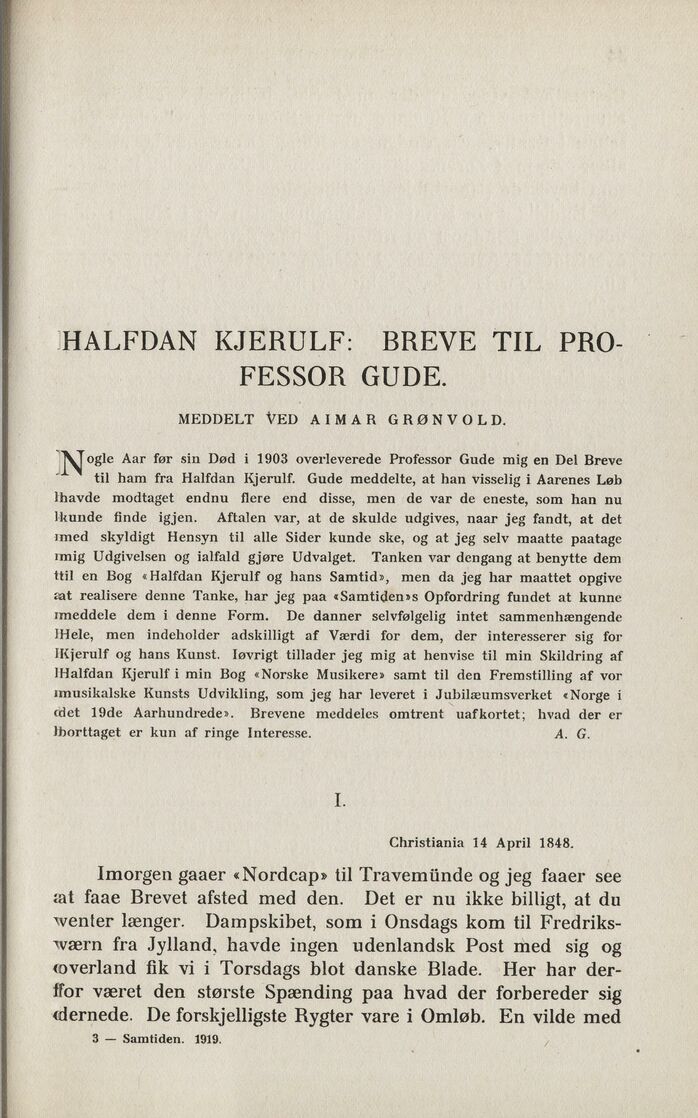 HALFDAN KJERULF: BREVE TIL PRO-
FESSOR GUDE.
MEDDELT VED AIMAR GRØNVOLD.
Nogle Aar før sin Død i 1903 overleverede Professor Gude mig en Del Breve
til ham fra Halfdan Kjerulf. Gude meddelte, at han visselig i Aarenes Løb
havde modtaget endnu flere end disse, men de var de eneste, som han nu
kunde finde igjen. Aftalen var, at de skulde udgives, naar jeg fandt, at det
med skyldigt Hensyn til alle Sider kunde ske, og at jeg selv maatte paatage
mig Udgivelsen og ialfald gjøre Udvalget. Tanken var dengang at benytte dem
til en Bog «Halfdan Kjerulf og hans Samtid», men da jeg har maattet opgive
at realisere denne Tanke, har jeg paa «Samtiden»s Opfordring fundet at kunne
meddele dem i denne Form. De danner selvfølgelig intet sammenhængende
Hele, men indeholder adskilligt af Værdi for dem, der interesserer sig for
Kjerulf og hans Kunst. Iøvrigt tillader jeg mig at henvise til min Skildring af
Halfdan Kjerulf i min Bog «Norske Musikere» samt til den Fremstilling af vor
musikalske Kunsts Udvikling, som jeg har leveret i Jubilæumsverket «Norge i
det 19de Aarhundrede». Brevene meddeles omtrent uafkortet; hvad der er
borttaget er kun af ringe Interesse. A. G.
I.
Christiania 14 April 1848.
Imorgen gaaer «Nordcap» til Travemünde og jeg faaer see
at faae Brevet afsted med den. Det er nu ikke billigt, at du
venter længer. Dampskibet, som i Onsdags kom til Fredriks-
værn fra Jylland, havde ingen udenlandsk Post med sig og
overland fik vi i Torsdags blot danske Blade. Her har der-
for været den største Spænding paa hvad der forbereder sig
dernede. De forskjelligste Rygter vare i Omløb. En vilde med
3 — Samtiden. 1919.